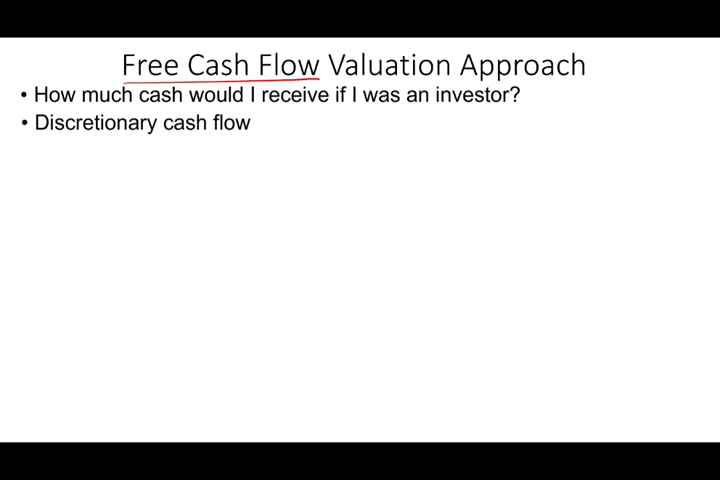 Free Cash Flow Valuation Approach
• How much cash would I receive if I was an investor?
• Discretionary cash flow